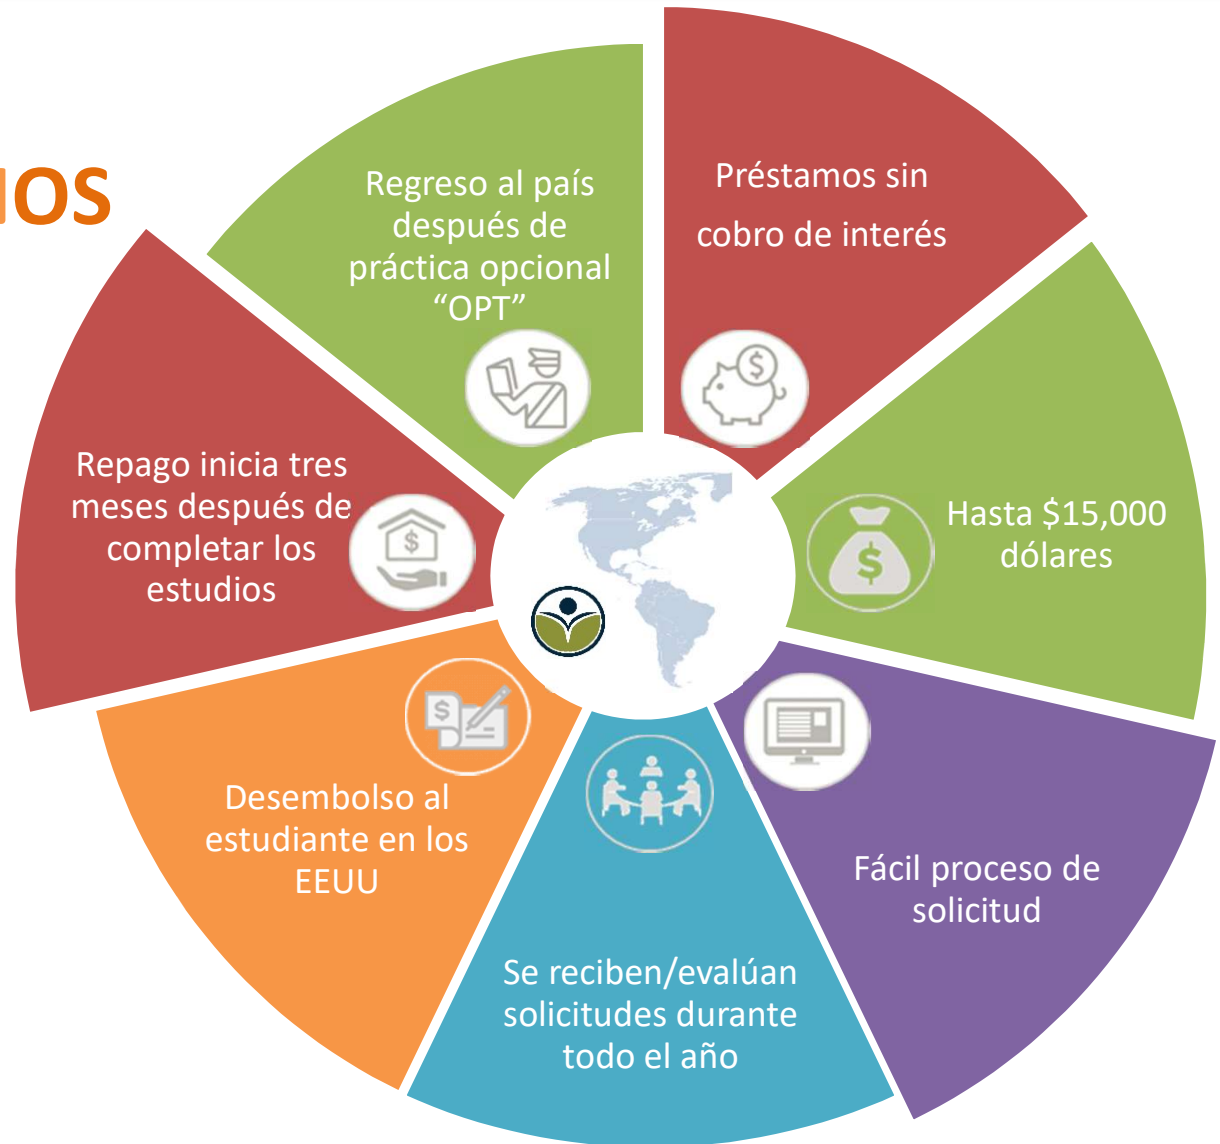 Préstamos sin
cobro de interés
Hasta $15,000
dólares
Fácil proceso de
solicitud
Se reciben/evalúan
solicitudes durante
todo el año
Desembolso al
estudiante en los
EEUU
Repago inicia tres
meses después de
completar los
estudios
Regreso al país
después de
práctica opcional
“OPT”